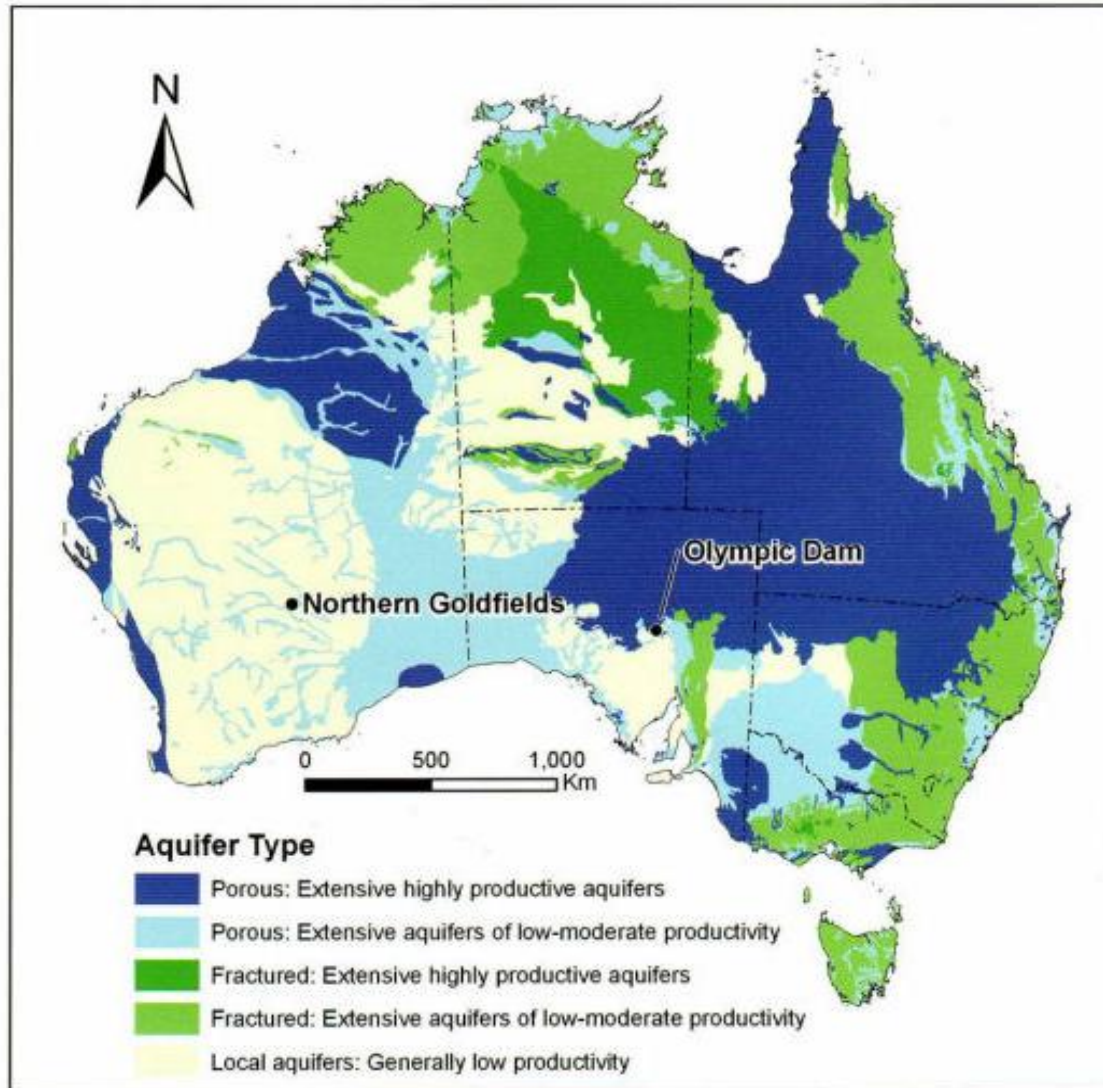 N
Olympic Dam
Northern Goldfields
0 500 1,000
Km
Aquifer Type
Porous: Extensive highly productive aquifers
Porous: Extensive aquifers of low-moderate productivity
Fractured: Extensive highly productive aquifers
Fractured: Extensive aquifers of low-moderate productivity
Local aquifers: Generally low productivity